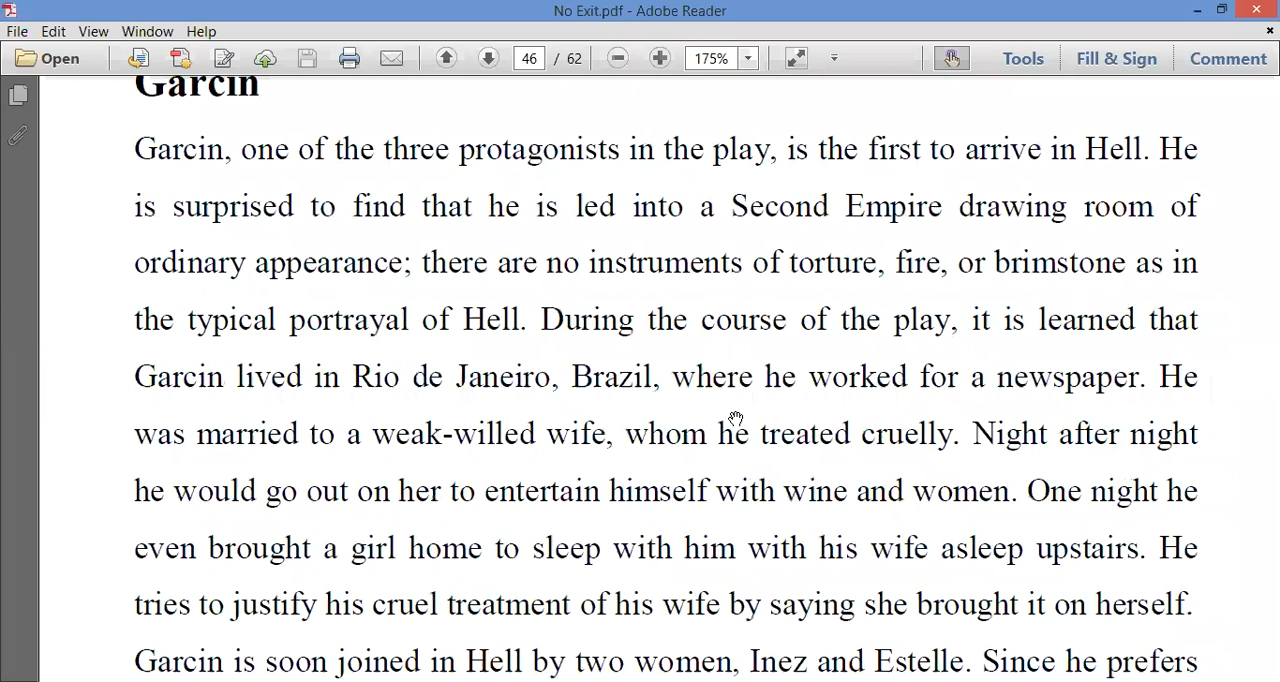 No Exit.pdf - Adobe Reader
File Edit View Window Help
Open 46 / 62 175% Tools Fill & Sign Comment
Garcin
Garcin, one of the three protagonists in the play, is the first to arrive in Hell. He
is surprised to find that he is led into a Second Empire drawing room of
ordinary appearance; there are no instruments of torture, fire, or brimstone as in
the typical portrayal of Hell. During the course of the play, it is learned that
Garcin lived in Rio de Janeiro, Brazil, where he worked for a newspaper. He
was married to a weak-willed wife, whom he treated cruelly. Night after night
he would go out on her to entertain himself with wine and women. One night he
even brought a girl home to sleep with him with his wife asleep upstairs. He
tries to justify his cruel treatment of his wife by saying she brought it on herself.
Garcin is soon joined in Hell by two women, Inez and Estelle. Since he prefers